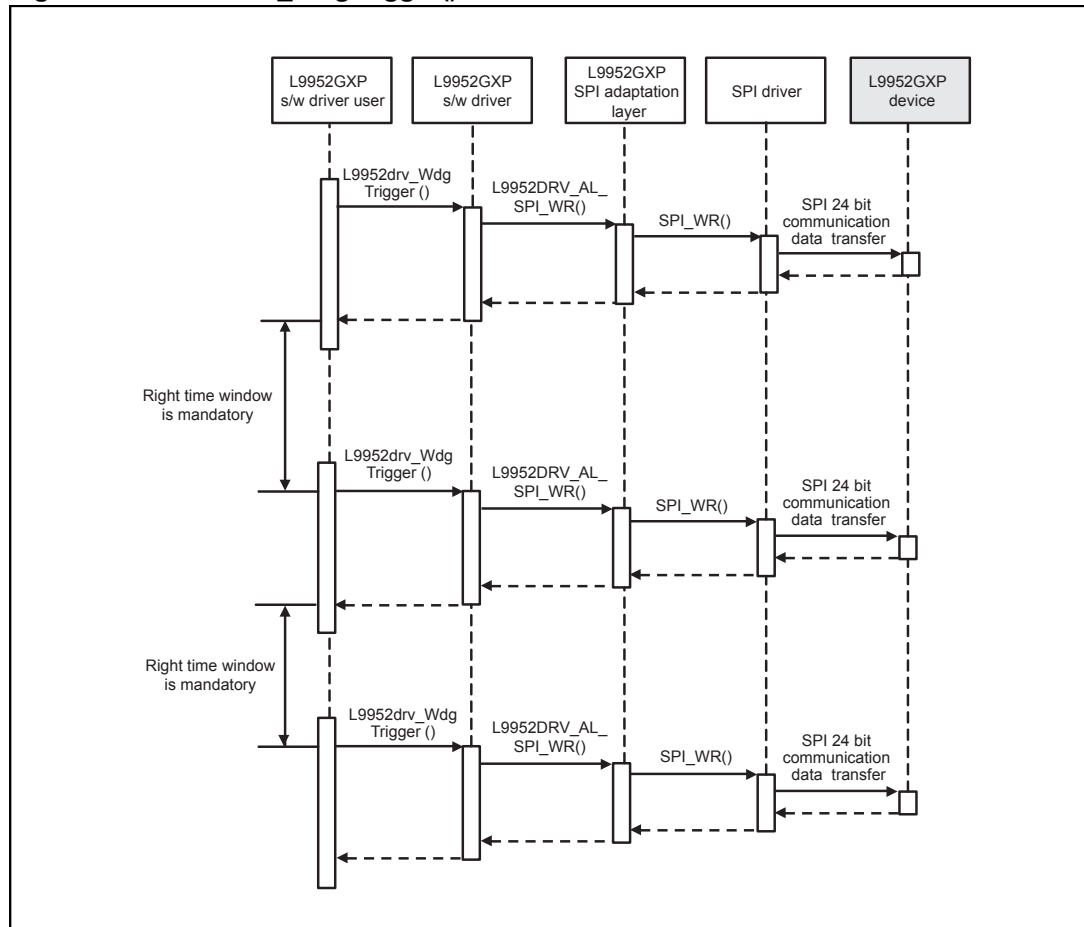 L9952GXP
s/w driver user
L9952GXP
s/w driver
L9952GXP
SPI adaptation
layer
SPI driver
L9952GXP
device
L9952drv_Wdg
Trigger ()
L9952DRV_AL_
SPI_WR()
SPI_WR()
SPI 24 bit
communication
data transfer
Right time window
is mandatory
L9952drv_Wdg
Trigger ()
L9952DRV_AL_
SPI_WR()
SPI_WR()
SPI 24 bit
communication
data transfer
Right time window
is mandatory
L9952drv_Wdg
Trigger ()
L9952DRV_AL_
SPI_WR()
SPI_WR()
SPI 24 bit
communication
data transfer